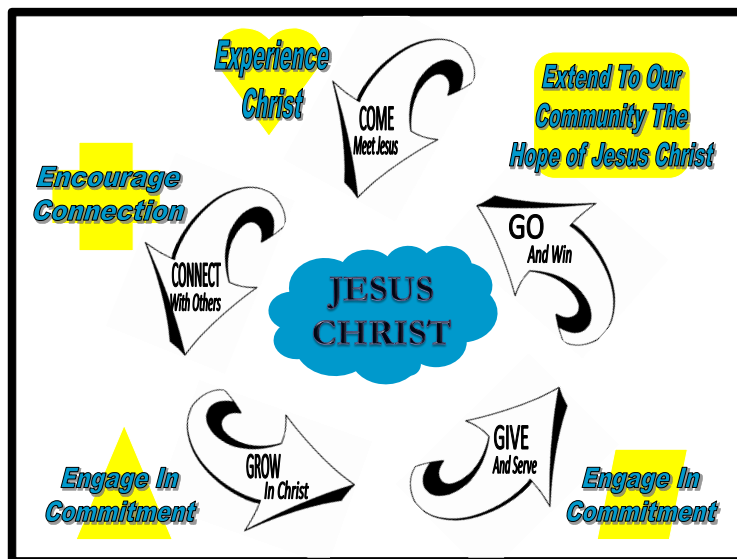 Experience
Christ
COME
Meet Jesus
Extend To Our
Community The
Hope of Jesus Christ
Encourage
Connection
CONNECT
With Others
GO
And Win
JESUS
CHRIST
GROW
In Christ
GIVE
And Serve
Engage In
Commitment
Engage In
Commitment